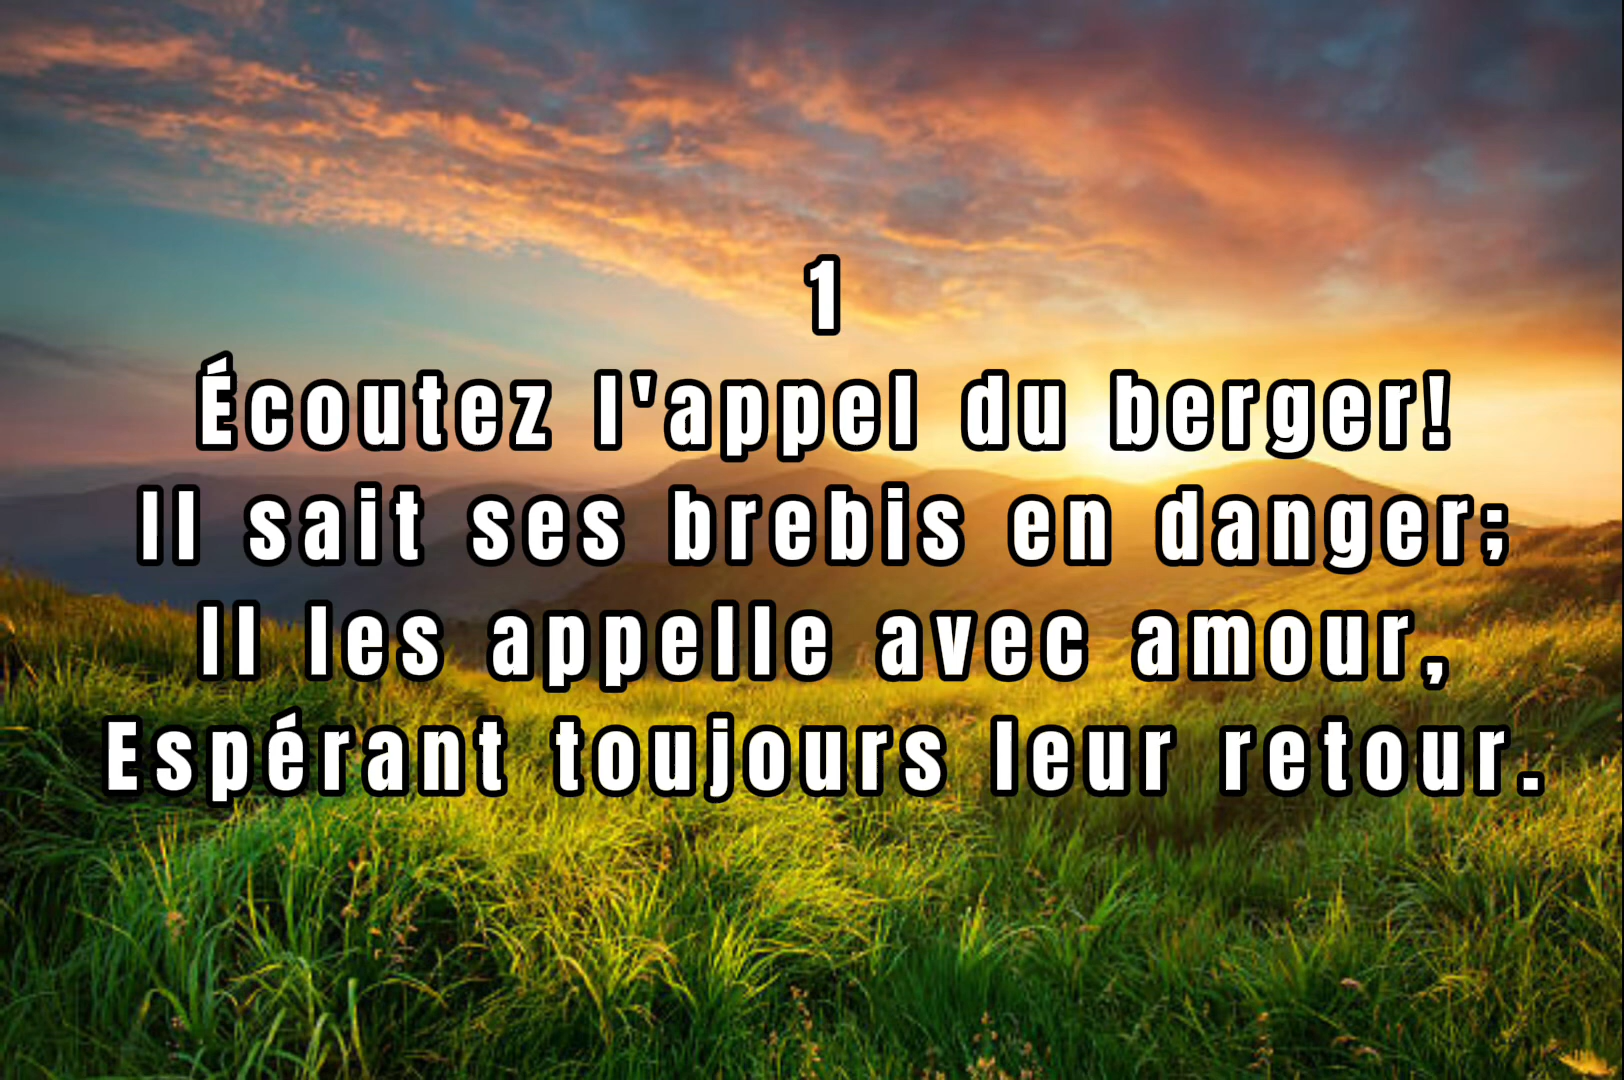 1
Écoutez l'appel du berger!
Il sait ses brebis en danger;
Il les appelle avec amour,
Espérant toujours leur retour.